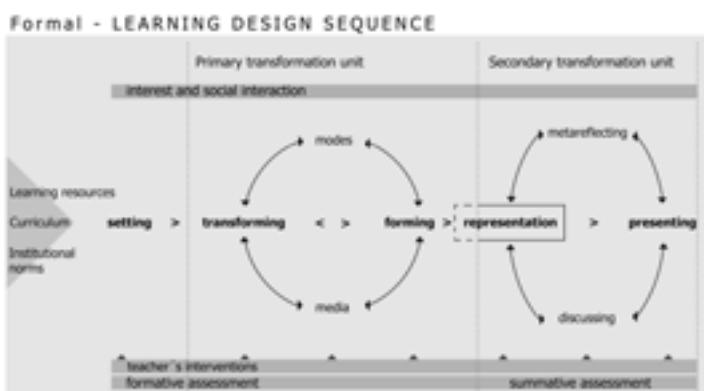 Formal - LEARNING DESIGN SEQUENCE
Primary transformation unit
Secondary transformation unit
interest and social interaction
modes
metareflecting
Learning resources
Curriculum
Institutional
norms
setting > transforming < > forming > representation > presenting
media
discussing
teacher´s interventions
formative assessment
summative assessment